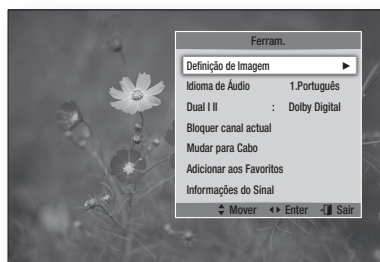 Ferram.
Definição de Imagem ►
Idioma de Áudio 1.Português
Dual I II : Dolby Digital
Bloquer canal actual
Mudar para Cabo
Adicionar aos Favoritos
Informações do Sinal
Mover Enter Sair